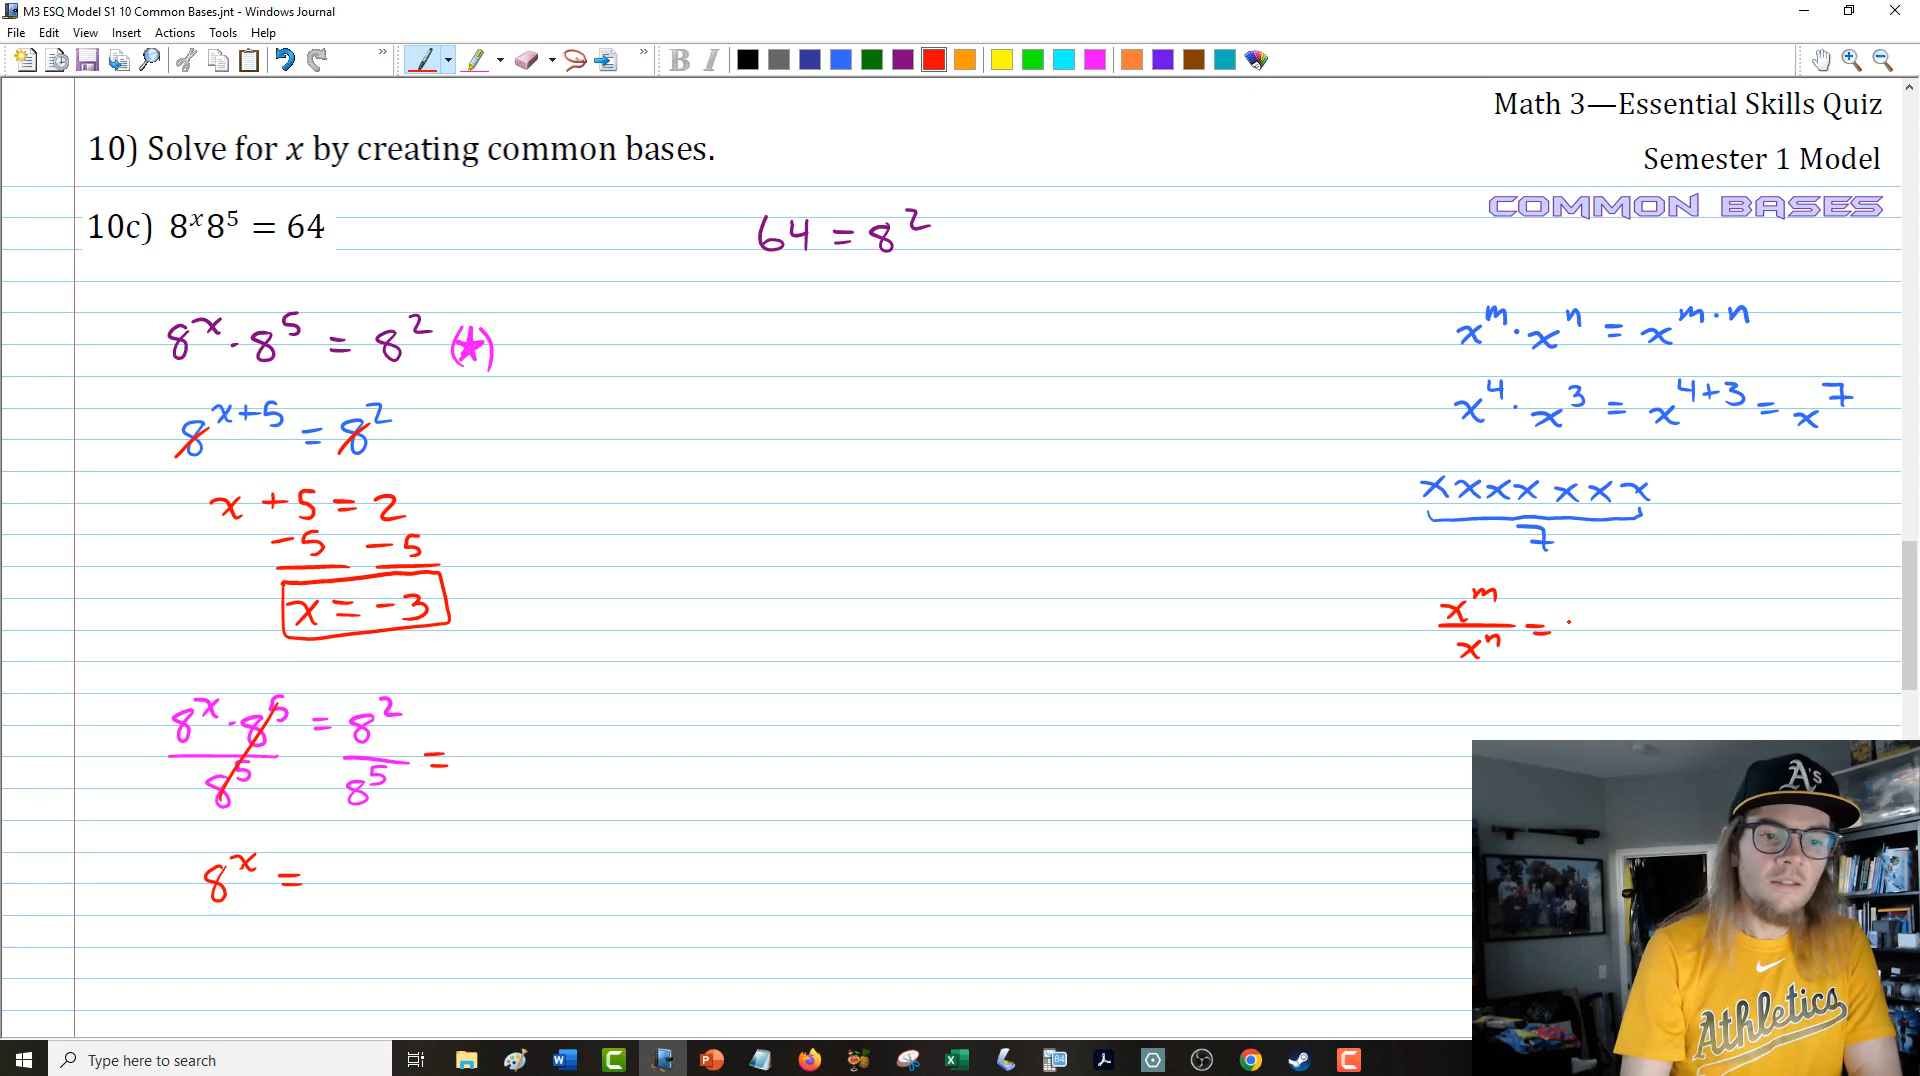 M3 ESQ Model S1 10 Common Bases.jnt - Windows Journal
File Edit View Insert Actions Tools Help
B I
Math 3—Essential Skills Quiz
10) Solve for x by creating common bases.
Semester 1 Model
COMMON BASES
10c) 8^x 8^5 = 64
64 = 8^2
8^x · 8^5 = 8^2 (★)
x^m · x^n = x^(m·n)
8^(x+5) = 8^2
x^4 · x^3 = x^(4+3) = x^7
x x x x x x x
7
x + 5 = 2
-5 -5
x = -3
x^m / x^n =
(8^x · 8^5) / 8^5 = 8^2 / 8^5 =
8^x =
A's
Athletics
Type here to search
84